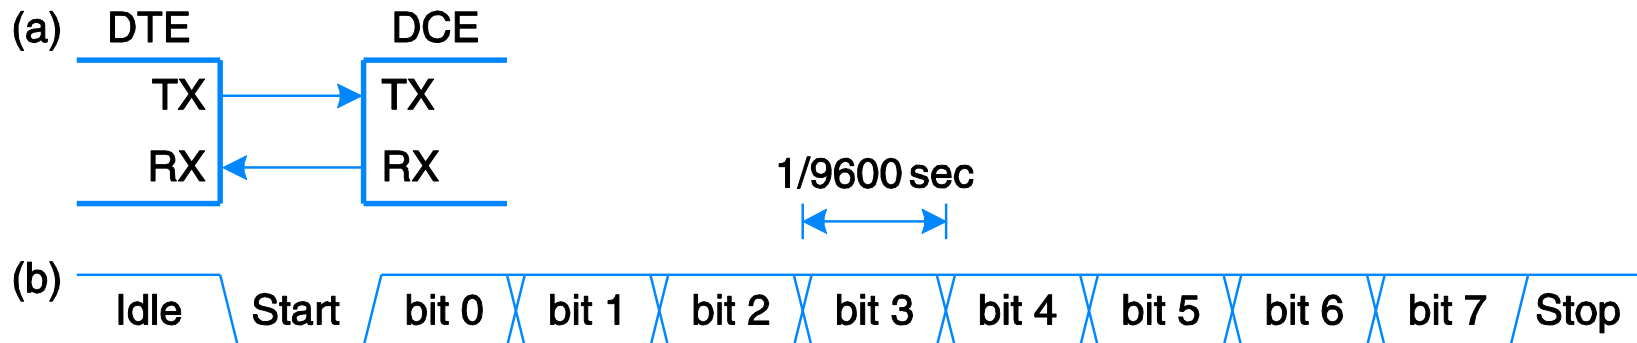 (a) DTE DCE
TX TX
RX RX
1/9600 sec
(b) Idle Start bit 0 bit 1 bit 2 bit 3 bit 4 bit 5 bit 6 bit 7 Stop